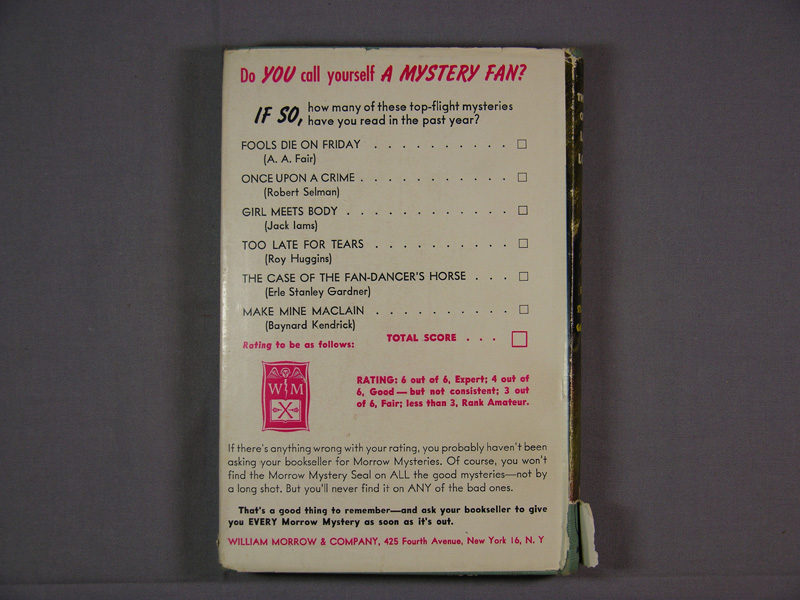 Do YOU call yourself A MYSTERY FAN?
IF SO, how many of these top-flight mysteries
have you read in the past year?
FOOLS DIE ON FRIDAY . . . . . . . . . . □
(A. A. Fair)
ONCE UPON A CRIME . . . . . . . . . . . □
(Robert Selman)
GIRL MEETS BODY . . . . . . . . . . . . □
(Jack Iams)
TOO LATE FOR TEARS . . . . . . . . . . □
(Roy Huggins)
THE CASE OF THE FAN-DANCER'S HORSE . . . □
(Erle Stanley Gardner)
MAKE MINE MACLAIN . . . . . . . . . . □
(Baynard Kendrick)
Rating to be as follows: TOTAL SCORE . . . □
W M
RATING: 6 out of 6, Expert; 4 out of
6, Good—but not consistent; 3 out
of 6, Fair; less than 3, Rank Amateur.
If there's anything wrong with your rating, you probably haven't been
asking your bookseller for Morrow Mysteries. Of course, you won't
find the Morrow Mystery Seal on ALL the good mysteries—not by
a long shot. But you'll never find it on ANY of the bad ones.
That's a good thing to remember—and ask your bookseller to give
you EVERY Morrow Mystery as soon as it's out.
WILLIAM MORROW & COMPANY, 425 Fourth Avenue, New York 16, N. Y